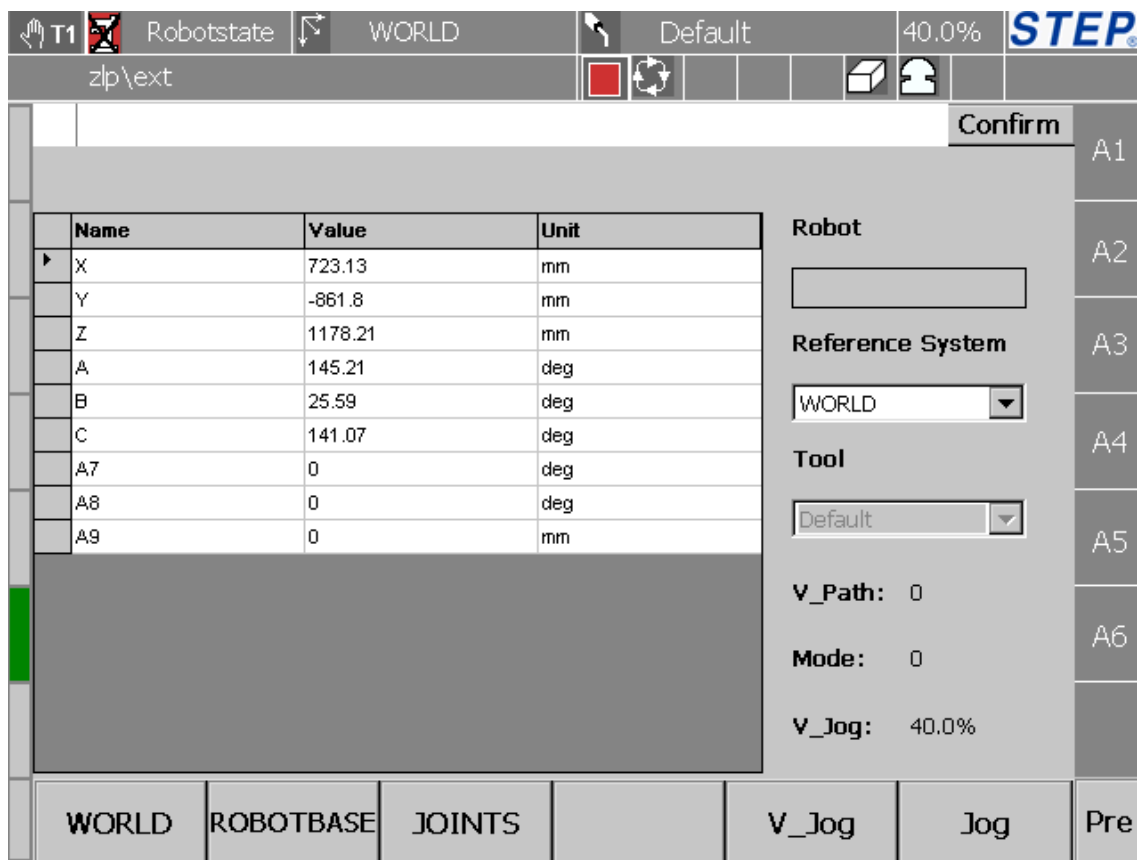 T1 Robotstate WORLD Default 40.0% STEP®
zlp\ext
Confirm
A1
Name Value Unit Robot
A2
X 723.13 mm
Y -861.8 mm
Z 1178.21 mm Reference System A3
A 145.21 deg
B 25.59 deg WORLD
C 141.07 deg A4
A7 0 deg Tool
A8 0 deg Default
A9 0 mm A5
V_Path: 0
A6
Mode: 0
V_Jog: 40.0%
WORLD ROBOTBASE JOINTS V_Jog Jog Pre